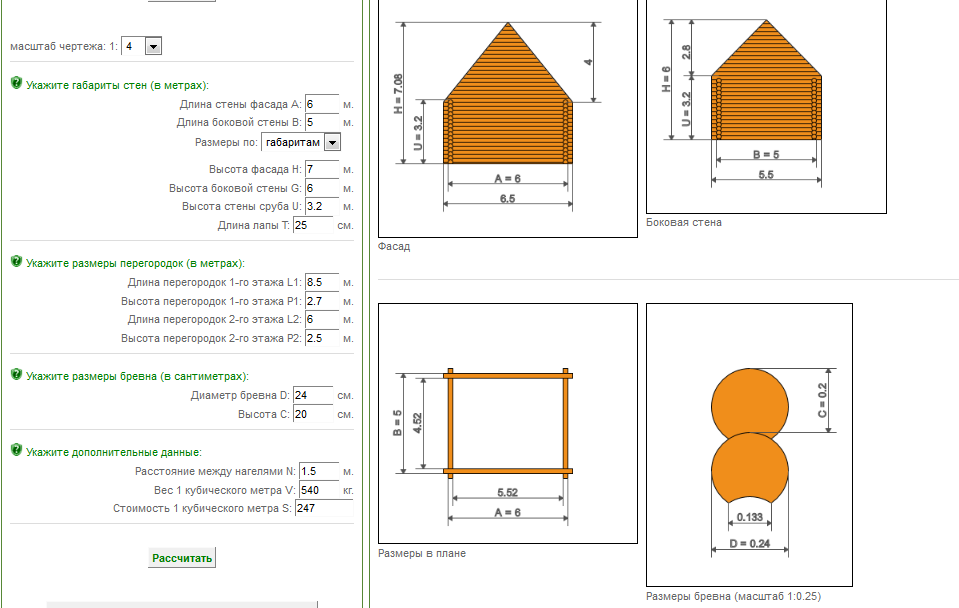 масштаб чертежа: 1: 4
Укажите габариты стен (в метрах):
Длина стены фасада A: 6 м.
Длина боковой стены B: 5 м.
Размеры по: габаритам
Высота фасада H: 7 м.
Высота боковой стены G: 6 м.
Высота стены сруба U: 3.2 м.
Длина лапы T: 25 см.
Укажите размеры перегородок (в метрах):
Длина перегородок 1-го этажа L1: 8.5 м.
Высота перегородок 1-го этажа P1: 2.7 м.
Длина перегородок 2-го этажа L2: 6 м.
Высота перегородок 2-го этажа P2: 2.5 м.
Укажите размеры бревна (в сантиметрах):
Диаметр бревна D: 24 см.
Высота C: 20 см.
Укажите дополнительные данные:
Расстояние между нагелями N: 1.5 м.
Вес 1 кубического метра V: 540 кг.
Стоимость 1 кубического метра S: 247
Рассчитать
H = 7.08
U = 3.2
4
A = 6
6.5
Фасад
H = 6
2.8
U = 3.2
B = 5
5.5
Боковая стена
B = 5
4.52
5.52
A = 6
Размеры в плане
C = 0.2
0.133
D = 0.24
Размеры бревна (масштаб 1:0.25)